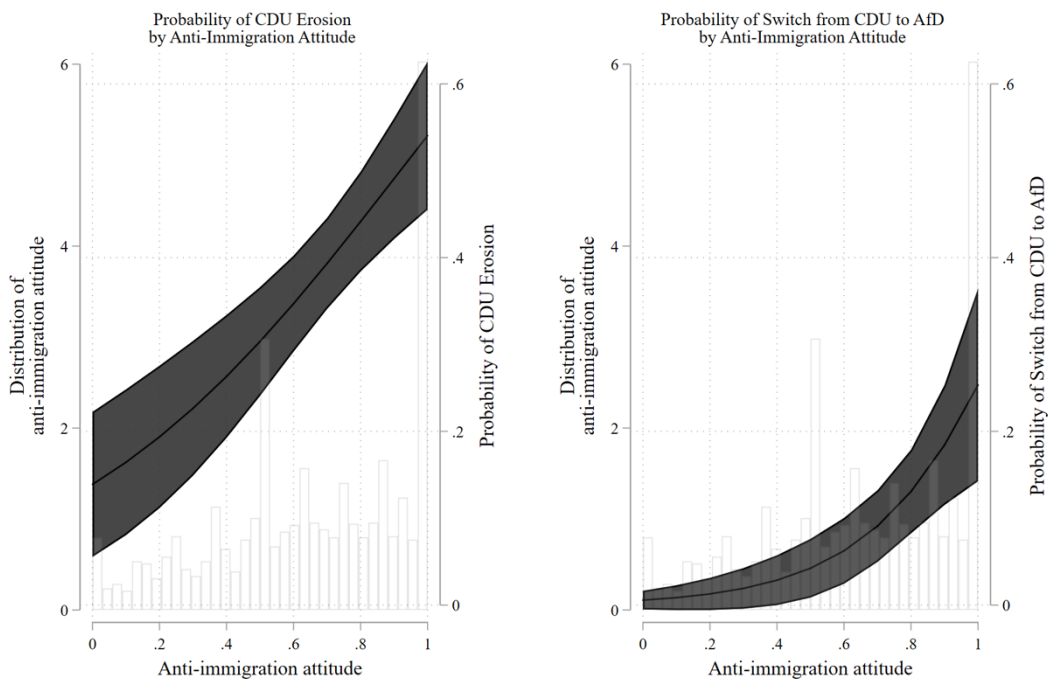 Probability of CDU Erosion
by Anti-Immigration Attitude
6
4
2
0
.6
.4
.2
0
Distribution of
anti-immigration attitude
Probability of CDU Erosion
0 .2 .4 .6 .8 1
Anti-immigration attitude
Probability of Switch from CDU to AfD
by Anti-Immigration Attitude
6
4
2
0
.6
.4
.2
0
Distribution of
anti-immigration attitude
Probability of Switch from CDU to AfD
0 .2 .4 .6 .8 1
Anti-immigration attitude